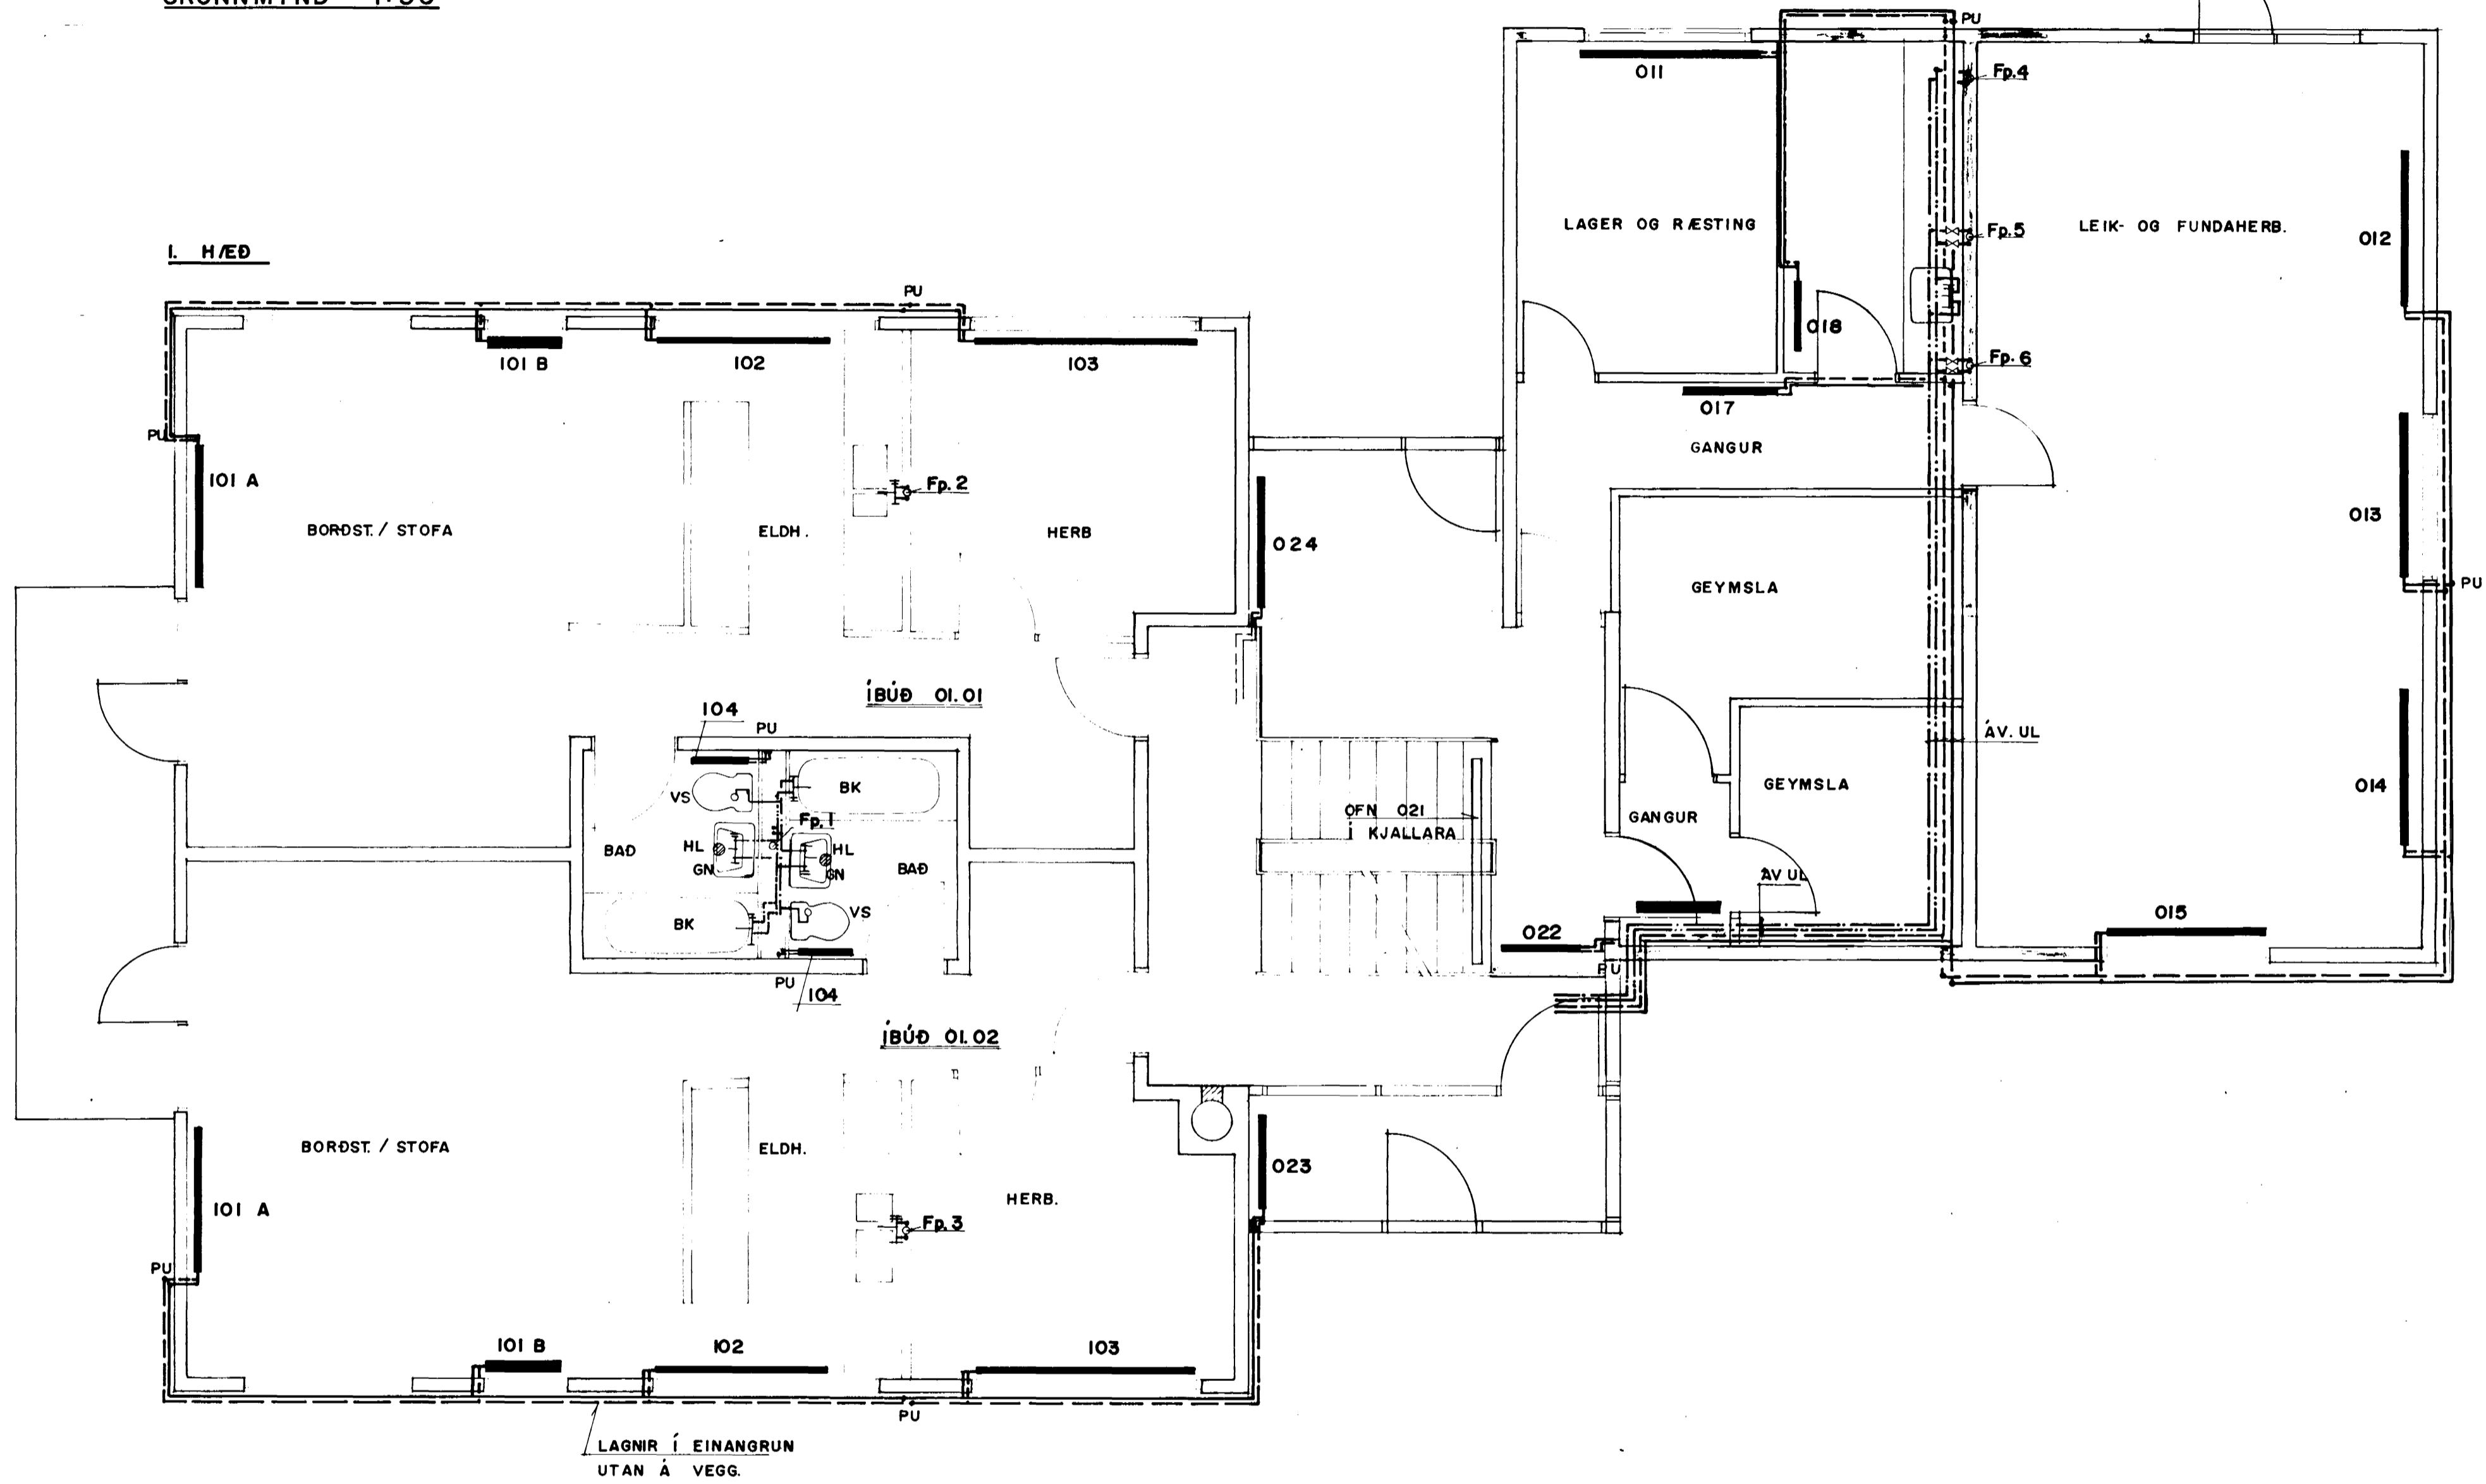 GRUNNMYND 1:50
PU
011
Fp.4
LAGER OG RÆSTING
Fp.5
LEIK- OG FUNDAHERB.
012
1. HÆÐ
PU
018
101 B
102
103
Fp.6
017
PU
GANGUR
101 A
Fp.2
BORÐST. / STOFA
ELDH.
HERB
024
013
GEYMSLA
PU
ÍBÚÐ 01.01
104
PU
ÁV. UL
VS
BK
GEYMSLA
014
OFN 021
Í KJALLARA
GANGUR
Fp.1
BAÐ
HL
HL
GN
GN
BAÐ
ÁV UL
BK
VS
022
015
PU
PU
104
ÍBÚÐ 01.02
BORÐST. / STOFA
ELDH.
HERB.
023
101 A
Fp.3
PU
101 B
102
103
PU
LAGNIR Í EINANGRUN
UTAN Á VEGG.